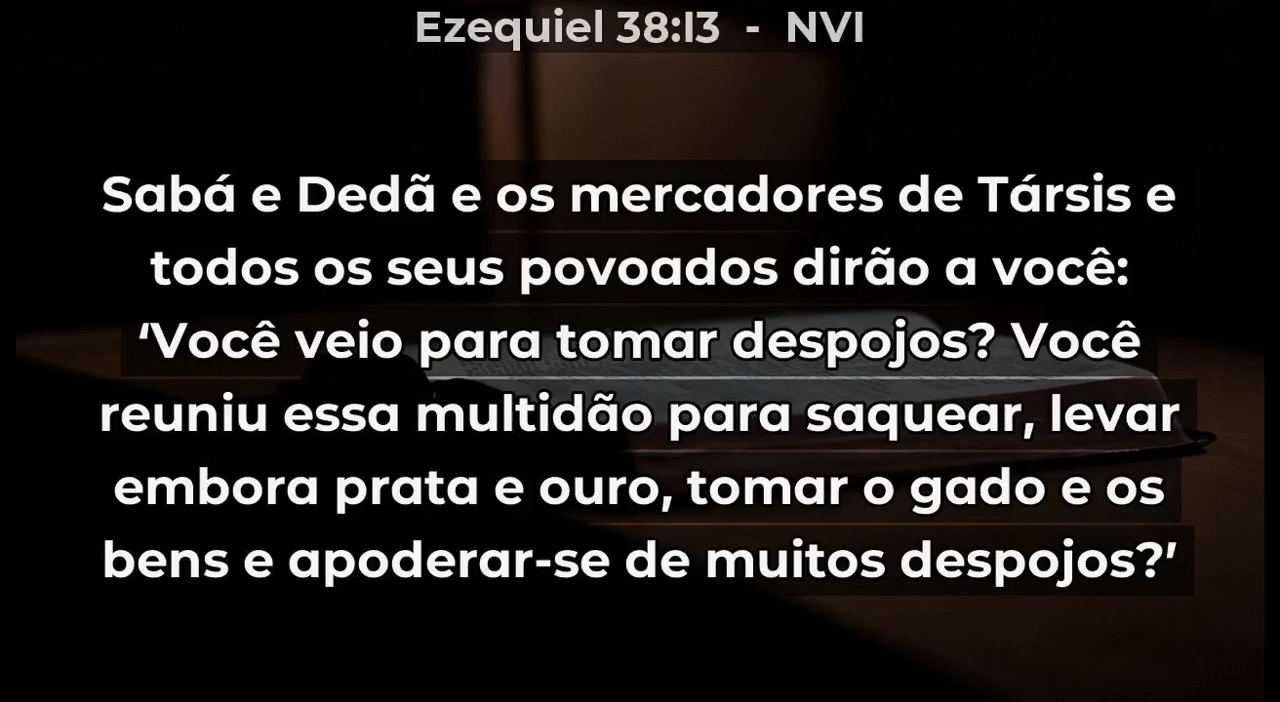 Ezequiel 38:13 - NVI
Sabá e Dedã e os mercadores de Társis e
todos os seus povoados dirão a você:
‘Você veio para tomar despojos? Você
reuniu essa multidão para saquear, levar
embora prata e ouro, tomar o gado e os
bens e apoderar-se de muitos despojos?’